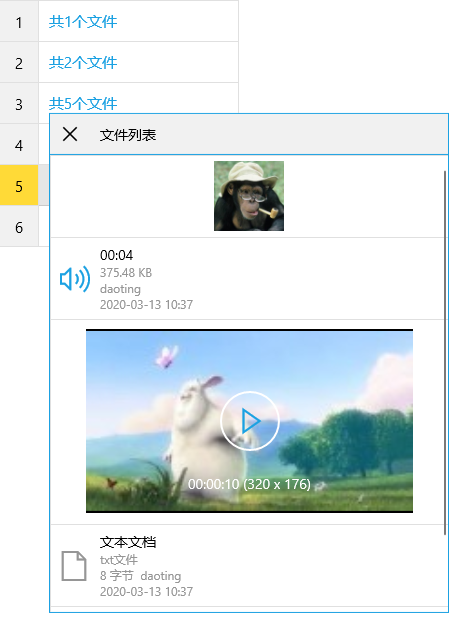 1
共1个文件
2
共2个文件
3
共5个文件
4
文件列表
5
6
00:04
375.48 KB
daoting
2020-03-13 10:37
00:00:10 (320 x 176)
文本文档
txt文件
8 字节 daoting
2020-03-13 10:37